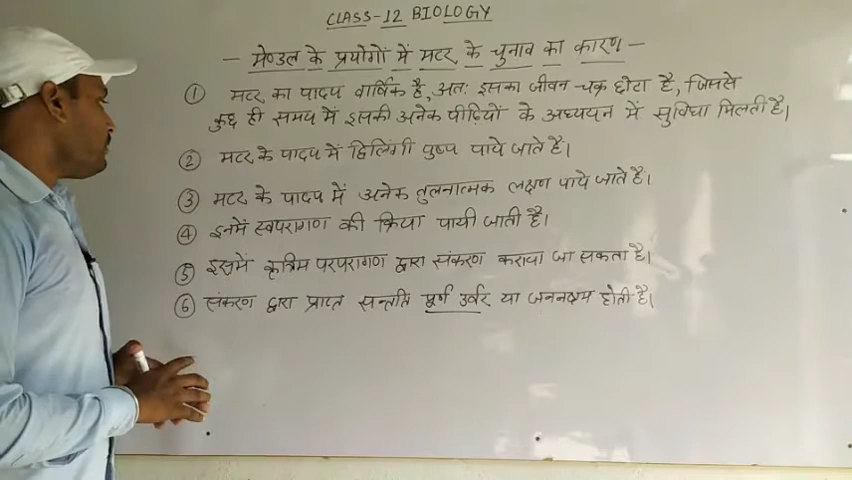 CLASS-12 BIOLOGY
- मेण्डल के प्रयोगों में मटर के चुनाव का कारण -
① मटर का पादप वार्षिक है, अतः इसका जीवन-चक्र छोटा है, जिससे
कुछ ही समय में इसकी अनेक पीढ़ियों के अध्ययन में सुविधा मिलती है।
② मटर के पादप में द्विलिंगी पुष्प पाये जाते है।
③ मटर के पादप में अनेक तुलनात्मक लक्षण पाये जाते है।
④ इनमें स्वपरागण की क्रिया पायी जाती है।
⑤ इसमें कृत्रिम परपरागण द्वारा संकरण कराया जा सकता है।
⑥ संकरण द्वारा प्राप्त सन्तति पूर्ण उर्वर या जननक्षम होती है।